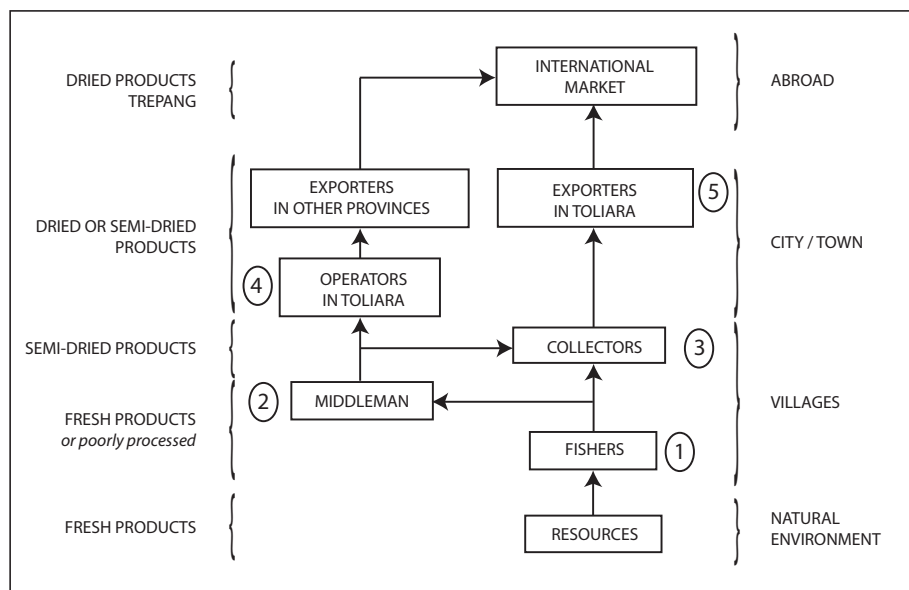 DRIED PRODUCTS
TREPANG
INTERNATIONAL
MARKET
ABROAD
EXPORTERS
IN OTHER PROVINCES
EXPORTERS
IN TOLIARA
5
DRIED OR SEMI-DRIED
PRODUCTS
CITY / TOWN
4
OPERATORS
IN TOLIARA
SEMI-DRIED PRODUCTS
COLLECTORS
3
2
MIDDLEMAN
VILLAGES
FRESH PRODUCTS
or poorly processed
FISHERS
1
FRESH PRODUCTS
RESOURCES
NATURAL
ENVIRONMENT